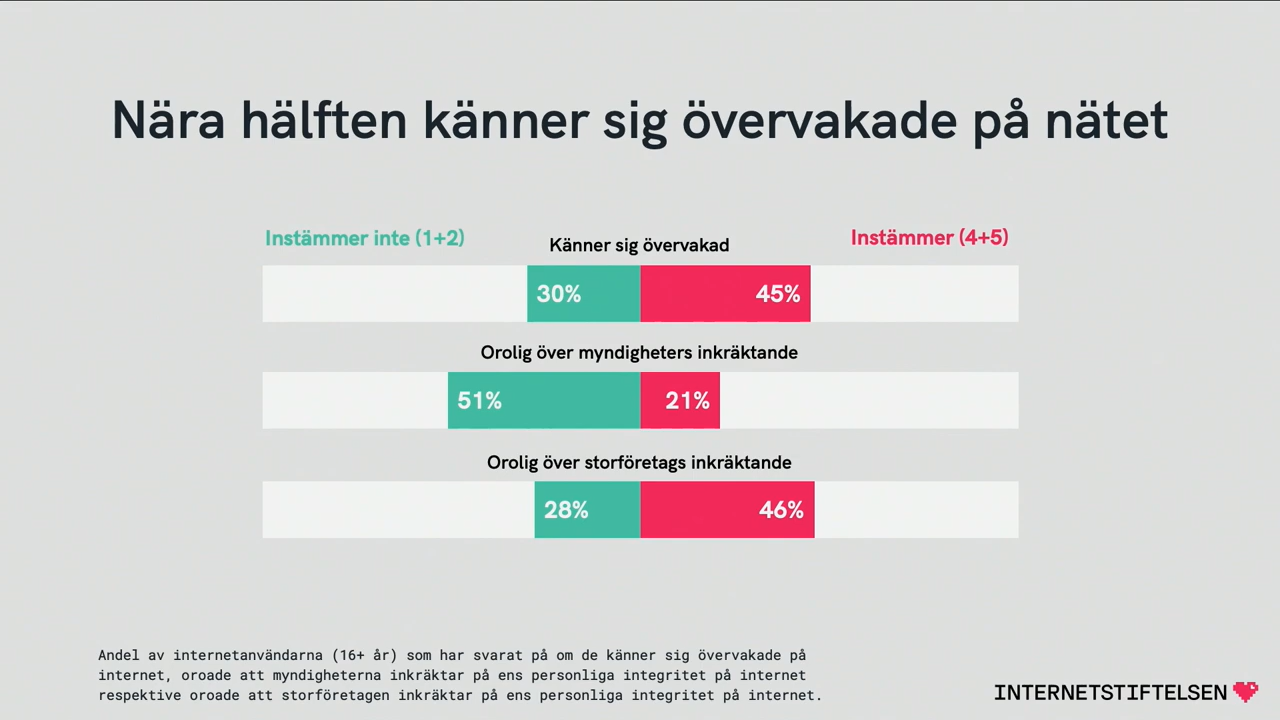 Nära hälften känner sig övervakade på nätet
Instämmer inte (1+2)
Känner sig övervakad
Instämmer (4+5)
30%
45%
Orolig över myndigheters inkräktande
51%
21%
Orolig över storföretags inkräktande
28%
46%
Andel av internetanvändarna (16+ år) som har svarat på om de känner sig övervakade på
internet, oroade att myndigheterna inkräktar på ens personliga integritet på internet
respektive oroade att storföretagen inkräktar på ens personliga integritet på internet.
INTERNETSTIFTELSEN